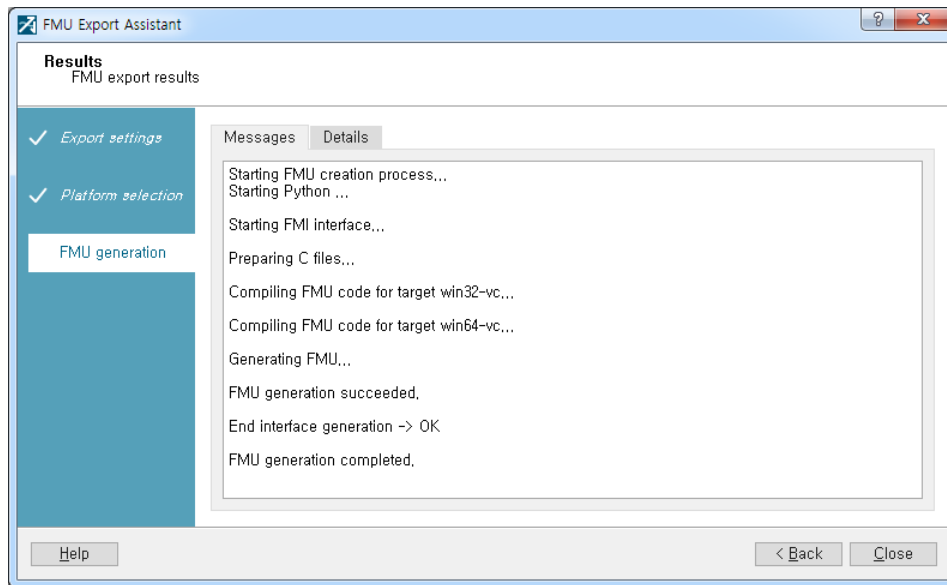 FMU Export Assistant
Results
FMU export results
Export settings
Platform selection
FMU generation
Messages
Details
Starting FMU creation process...
Starting Python ...
Starting FMI interface...
Preparing C files...
Compiling FMU code for target win32-vc...
Compiling FMU code for target win64-vc...
Generating FMU...
FMU generation succeeded.
End interface generation -> OK
FMU generation completed.
Help
< Back
Close